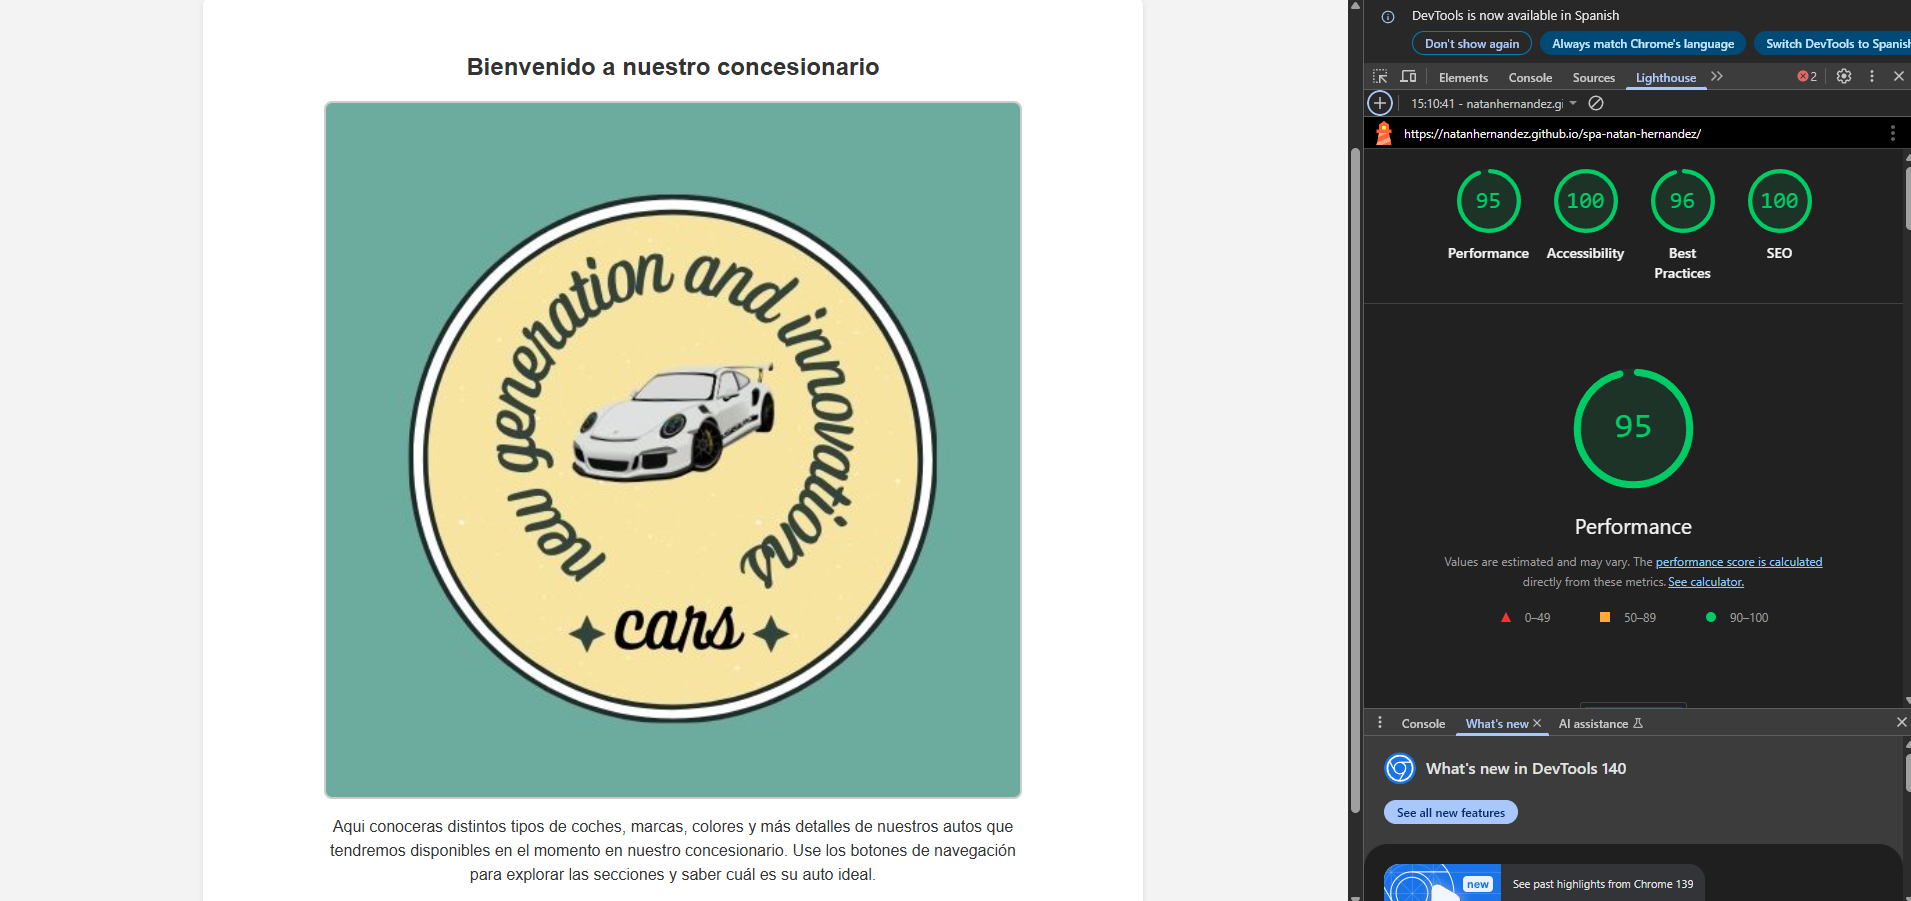 Bienvenido a nuestro concesionario
new generation and innovations
cars
Aqui conoceras distintos tipos de coches, marcas, colores y más detalles de nuestros autos que
tendremos disponibles en el momento en nuestro concesionario. Use los botones de navegación
para explorar las secciones y saber cuál es su auto ideal.
DevTools is now available in Spanish
Don't show again
Always match Chrome's language
Switch DevTools to Spanish
Elements
Console
Sources
Lighthouse
2
15:10:41 - natanhernandez.gi
https://natanhernandez.github.io/spa-natan-hernandez/
95
100
96
100
Performance
Accessibility
Best
Practices
SEO
95
Performance
Values are estimated and may vary. The performance score is calculated
directly from these metrics. See calculator.
0–49
50–89
90–100
Console
What's new
AI assistance
What's new in DevTools 140
See all new features
new
See past highlights from Chrome 139